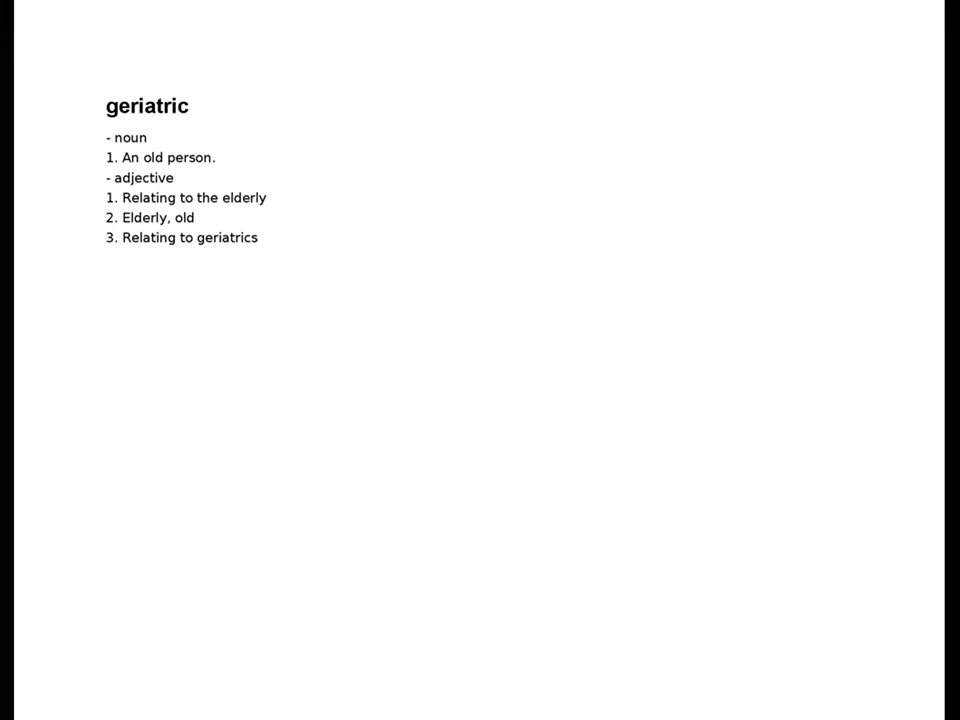 geriatric
- noun
1. An old person.
- adjective
1. Relating to the elderly
2. Elderly, old
3. Relating to geriatrics